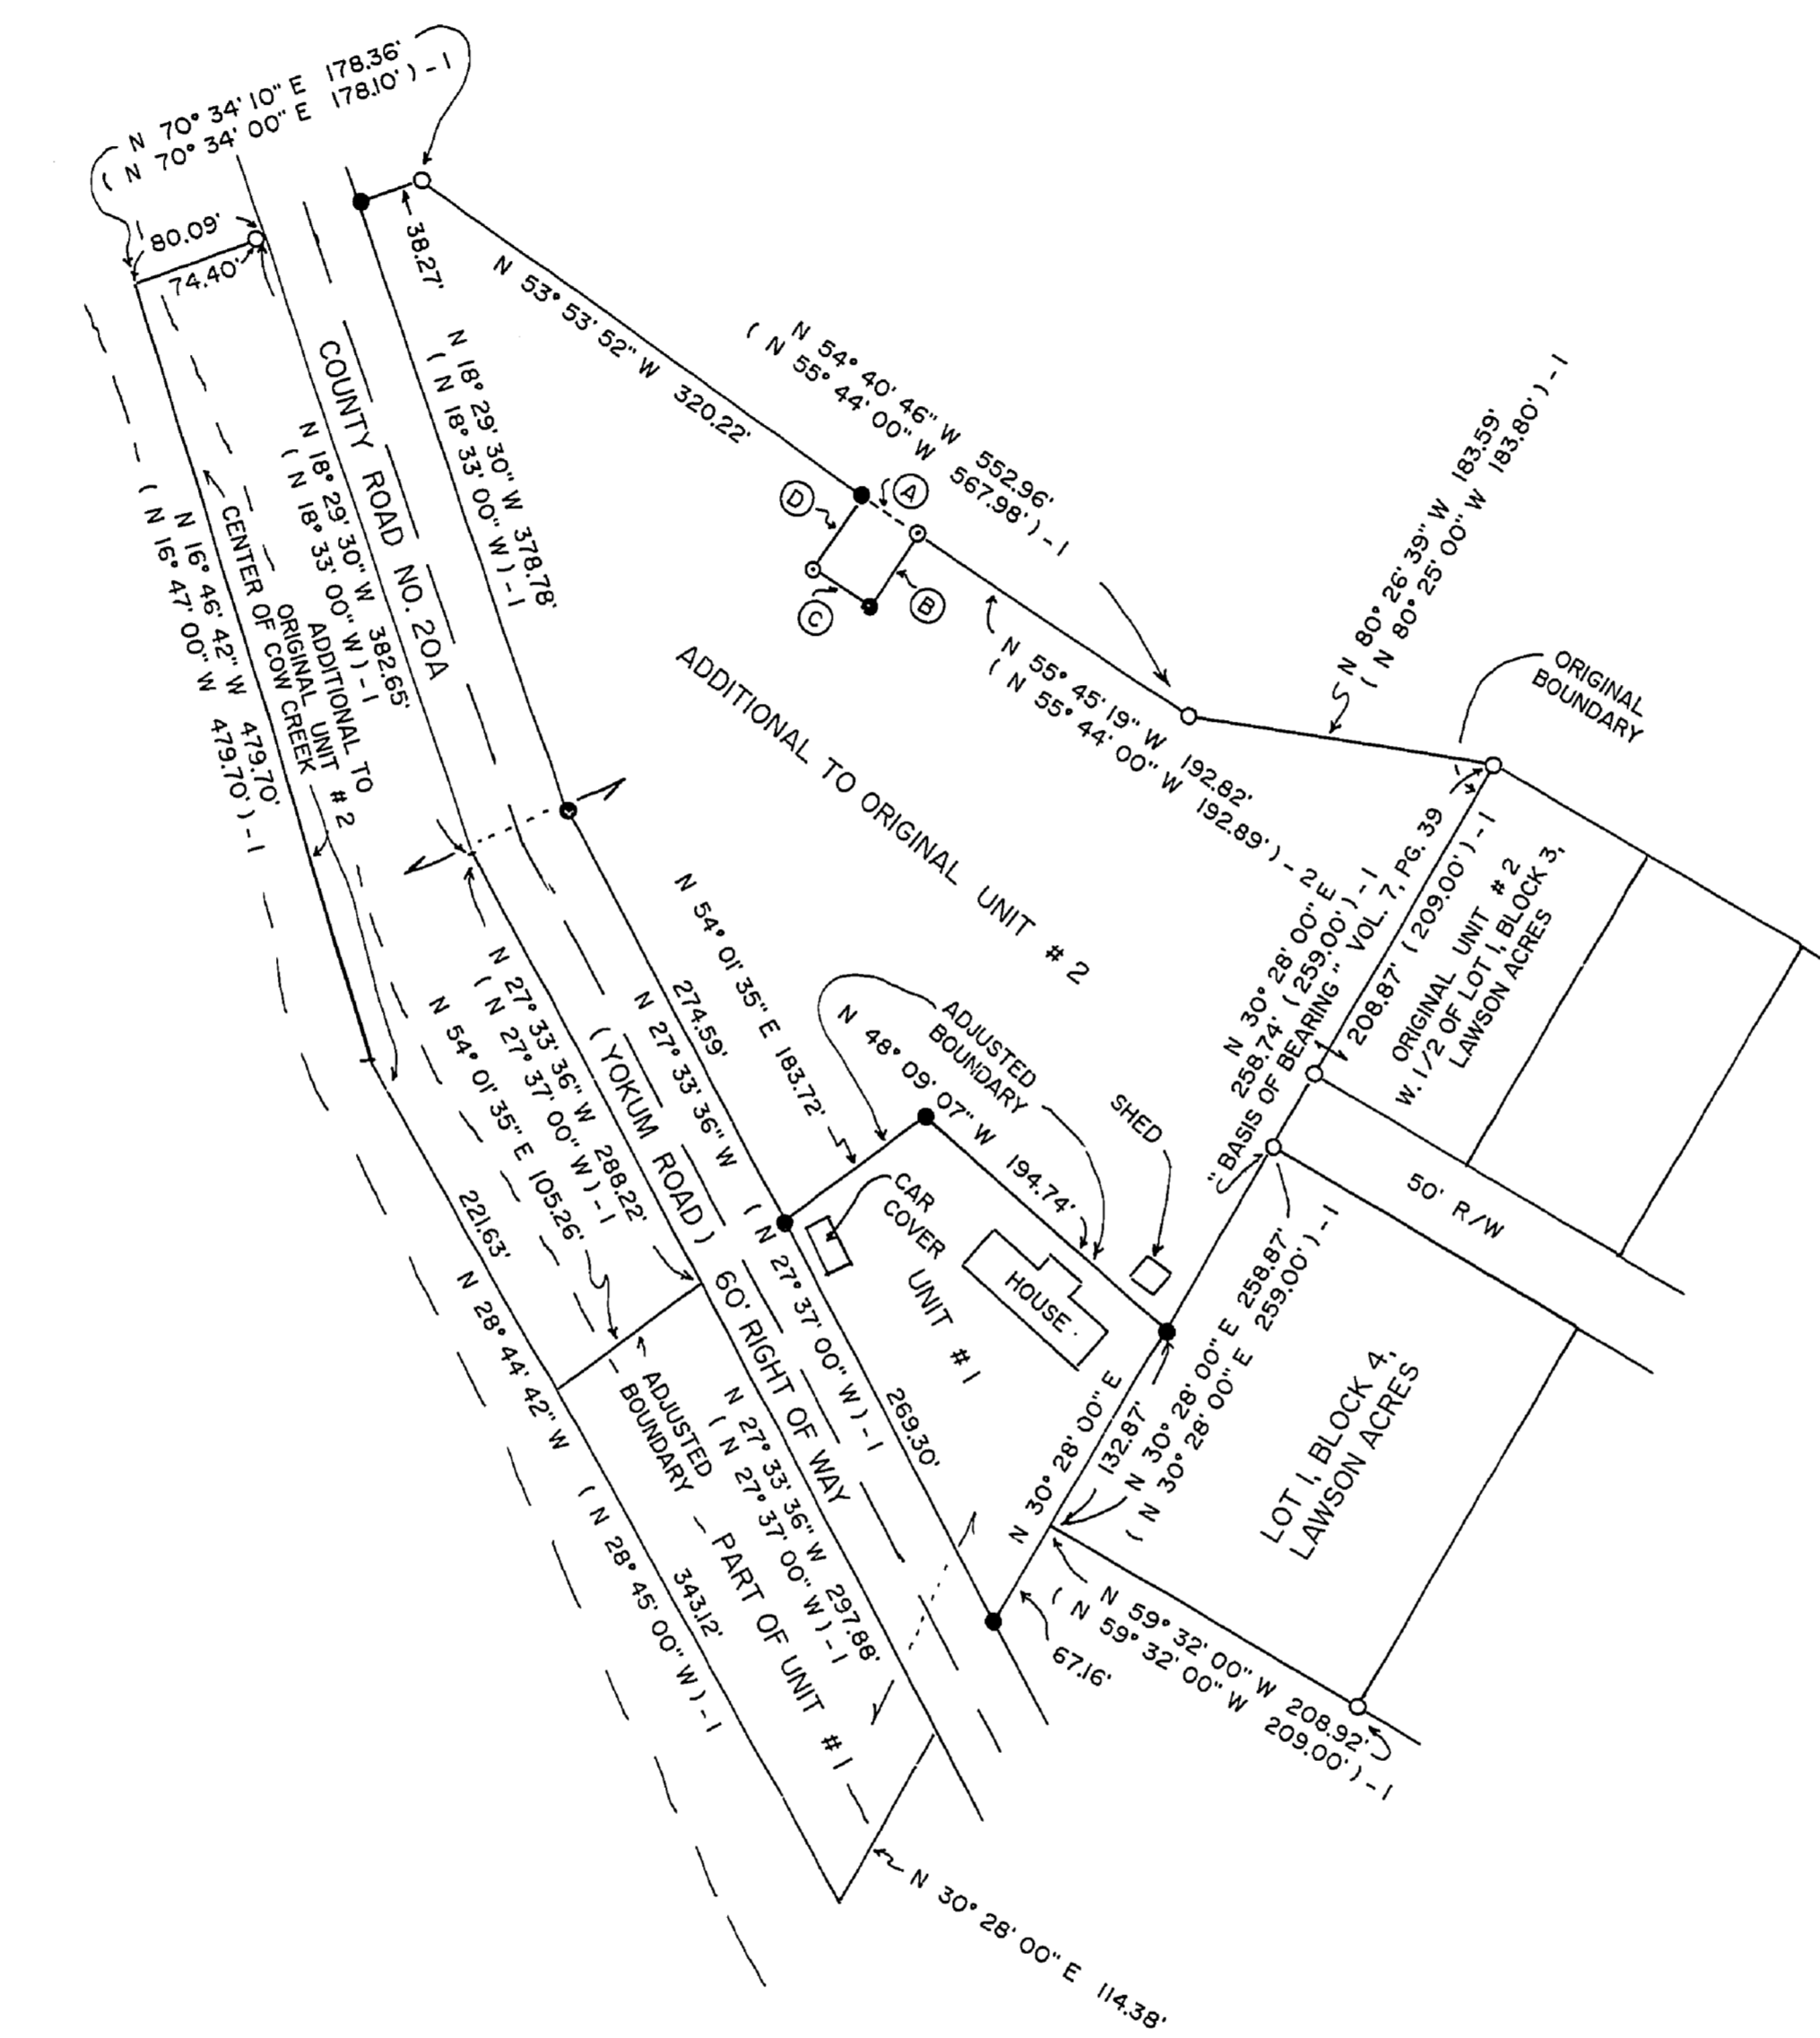 N 70° 34' 10" E 178.36'
( N 70° 34' 00" E 178.10' ) - 1
80.09'
74.40'
38.27'
N 53° 53' 52" W 320.22'
N 54° 40' 46" W 552.96'
( N 55° 44' 00" W 567.98' ) - 1
N 80° 26' 39" W 183.59'
( N 80° 25' 00" W 183.80' ) - 1
ORIGINAL
BOUNDARY
N 18° 29' 30" W 378.78'
( N 18° 33' 00" W ) - 1
COUNTY ROAD NO. 20A
N 18° 29' 30" W 382.65'
( N 18° 33' 00" W ) - 1
ADDITIONAL TO
ORIGINAL UNIT # 2
CENTER OF COW CREEK
N 16° 46' 42" W 479.70'
( N 16° 47' 00" W 479.70' ) - 1
A
B
C
D
N 55° 45' 19" W 192.82'
( N 55° 44' 00" W 192.89' ) - 2
ADDITIONAL TO ORIGINAL UNIT # 2
N 30° 28' 00" E
258.74' ( 259.00' ) - 1
" BASIS OF BEARING " VOL. 7, PG. 39
208.87' ( 209.00' ) - 1
ORIGINAL UNIT # 2
W. 1/2 OF LOT 1, BLOCK 3,
LAWSON ACRES
N 54° 01' 35" E 183.72'
N 48° 09' 07" W 194.74'
ADJUSTED
BOUNDARY
SHED
274.59'
N 27° 33' 36" W ( N 27° 37' 00" W ) - 1
269.30'
N 27° 33' 36" W 288.22'
( N 27° 37' 00" W ) - 1
N 54° 01' 35" E 105.26'
( YOKUM ROAD ) 60' RIGHT OF WAY
CAR
COVER
HOUSE
UNIT # 1
50' R/W
N 30° 28' 00" E 258.87'
( N 30° 28' 00" E 259.00' ) - 1
132.87'
N 30° 28' 00" E
67.16'
LOT 1, BLOCK 4,
LAWSON ACRES
N 59° 32' 00" W 208.92'
( N 59° 32' 00" W 209.00' ) - 1
221.63'
N 28° 44' 42" W ( N 28° 45' 00" W ) - 1
343.12'
ADJUSTED
BOUNDARY
N 27° 33' 36" W 297.88'
( N 27° 37' 00" W ) - 1
PART OF UNIT # 1
N 30° 28' 00" E 114.38'